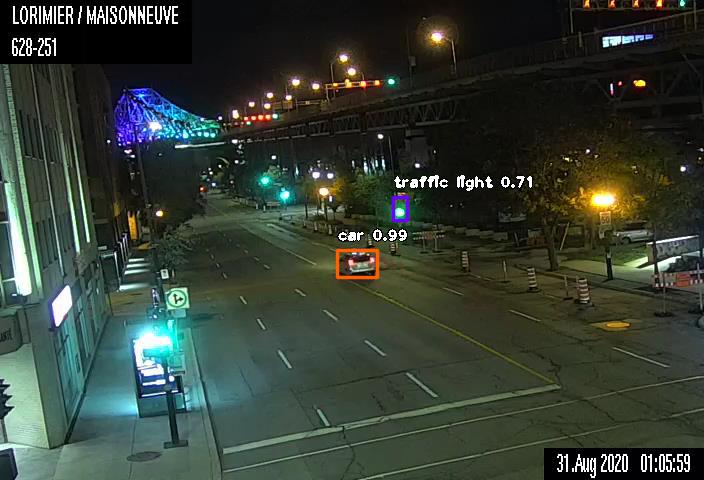 LORIMIER / MAISONNEUVE
628-251
traffic light 0.71
car 0.99
31.Aug 2020 01:05:59